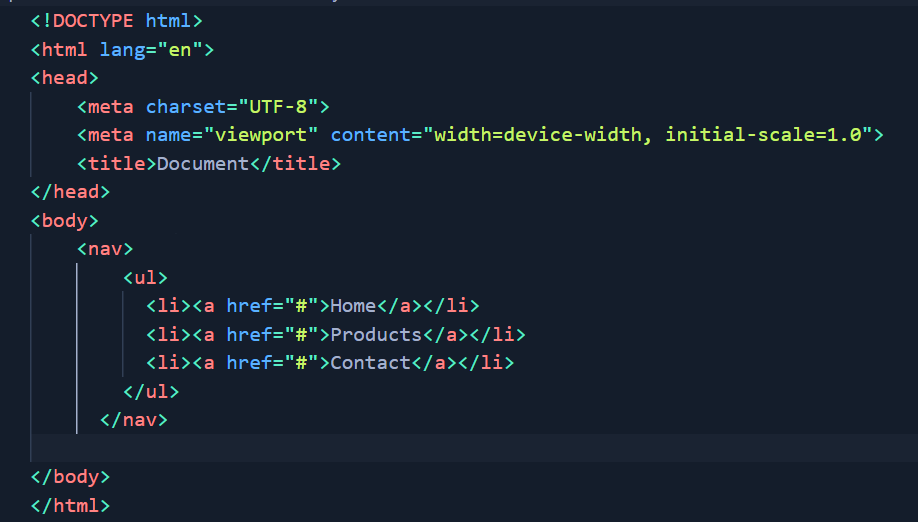 <!DOCTYPE html>
<html lang="en">
<head>
    <meta charset="UTF-8">
    <meta name="viewport" content="width=device-width, initial-scale=1.0">
    <title>Document</title>
</head>
<body>
    <nav>
        <ul>
          <li><a href="#">Home</a></li>
          <li><a href="#">Products</a></li>
          <li><a href="#">Contact</a></li>
        </ul>
      </nav>

</body>
</html>